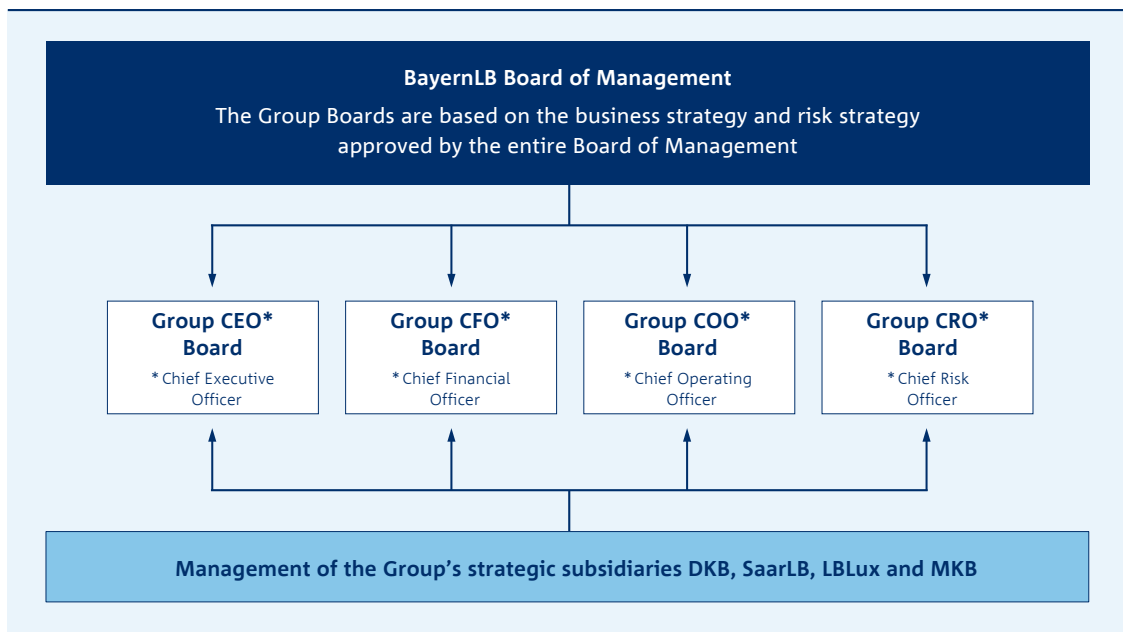 BayernLB Board of Management
The Group Boards are based on the business strategy and risk strategy
approved by the entire Board of Management
Group CEO*
Board
* Chief Executive
Officer
Group CFO*
Board
* Chief Financial
Officer
Group COO*
Board
* Chief Operating
Officer
Group CRO*
Board
* Chief Risk
Officer
Management of the Group’s strategic subsidiaries DKB, SaarLB, LBLux and MKB